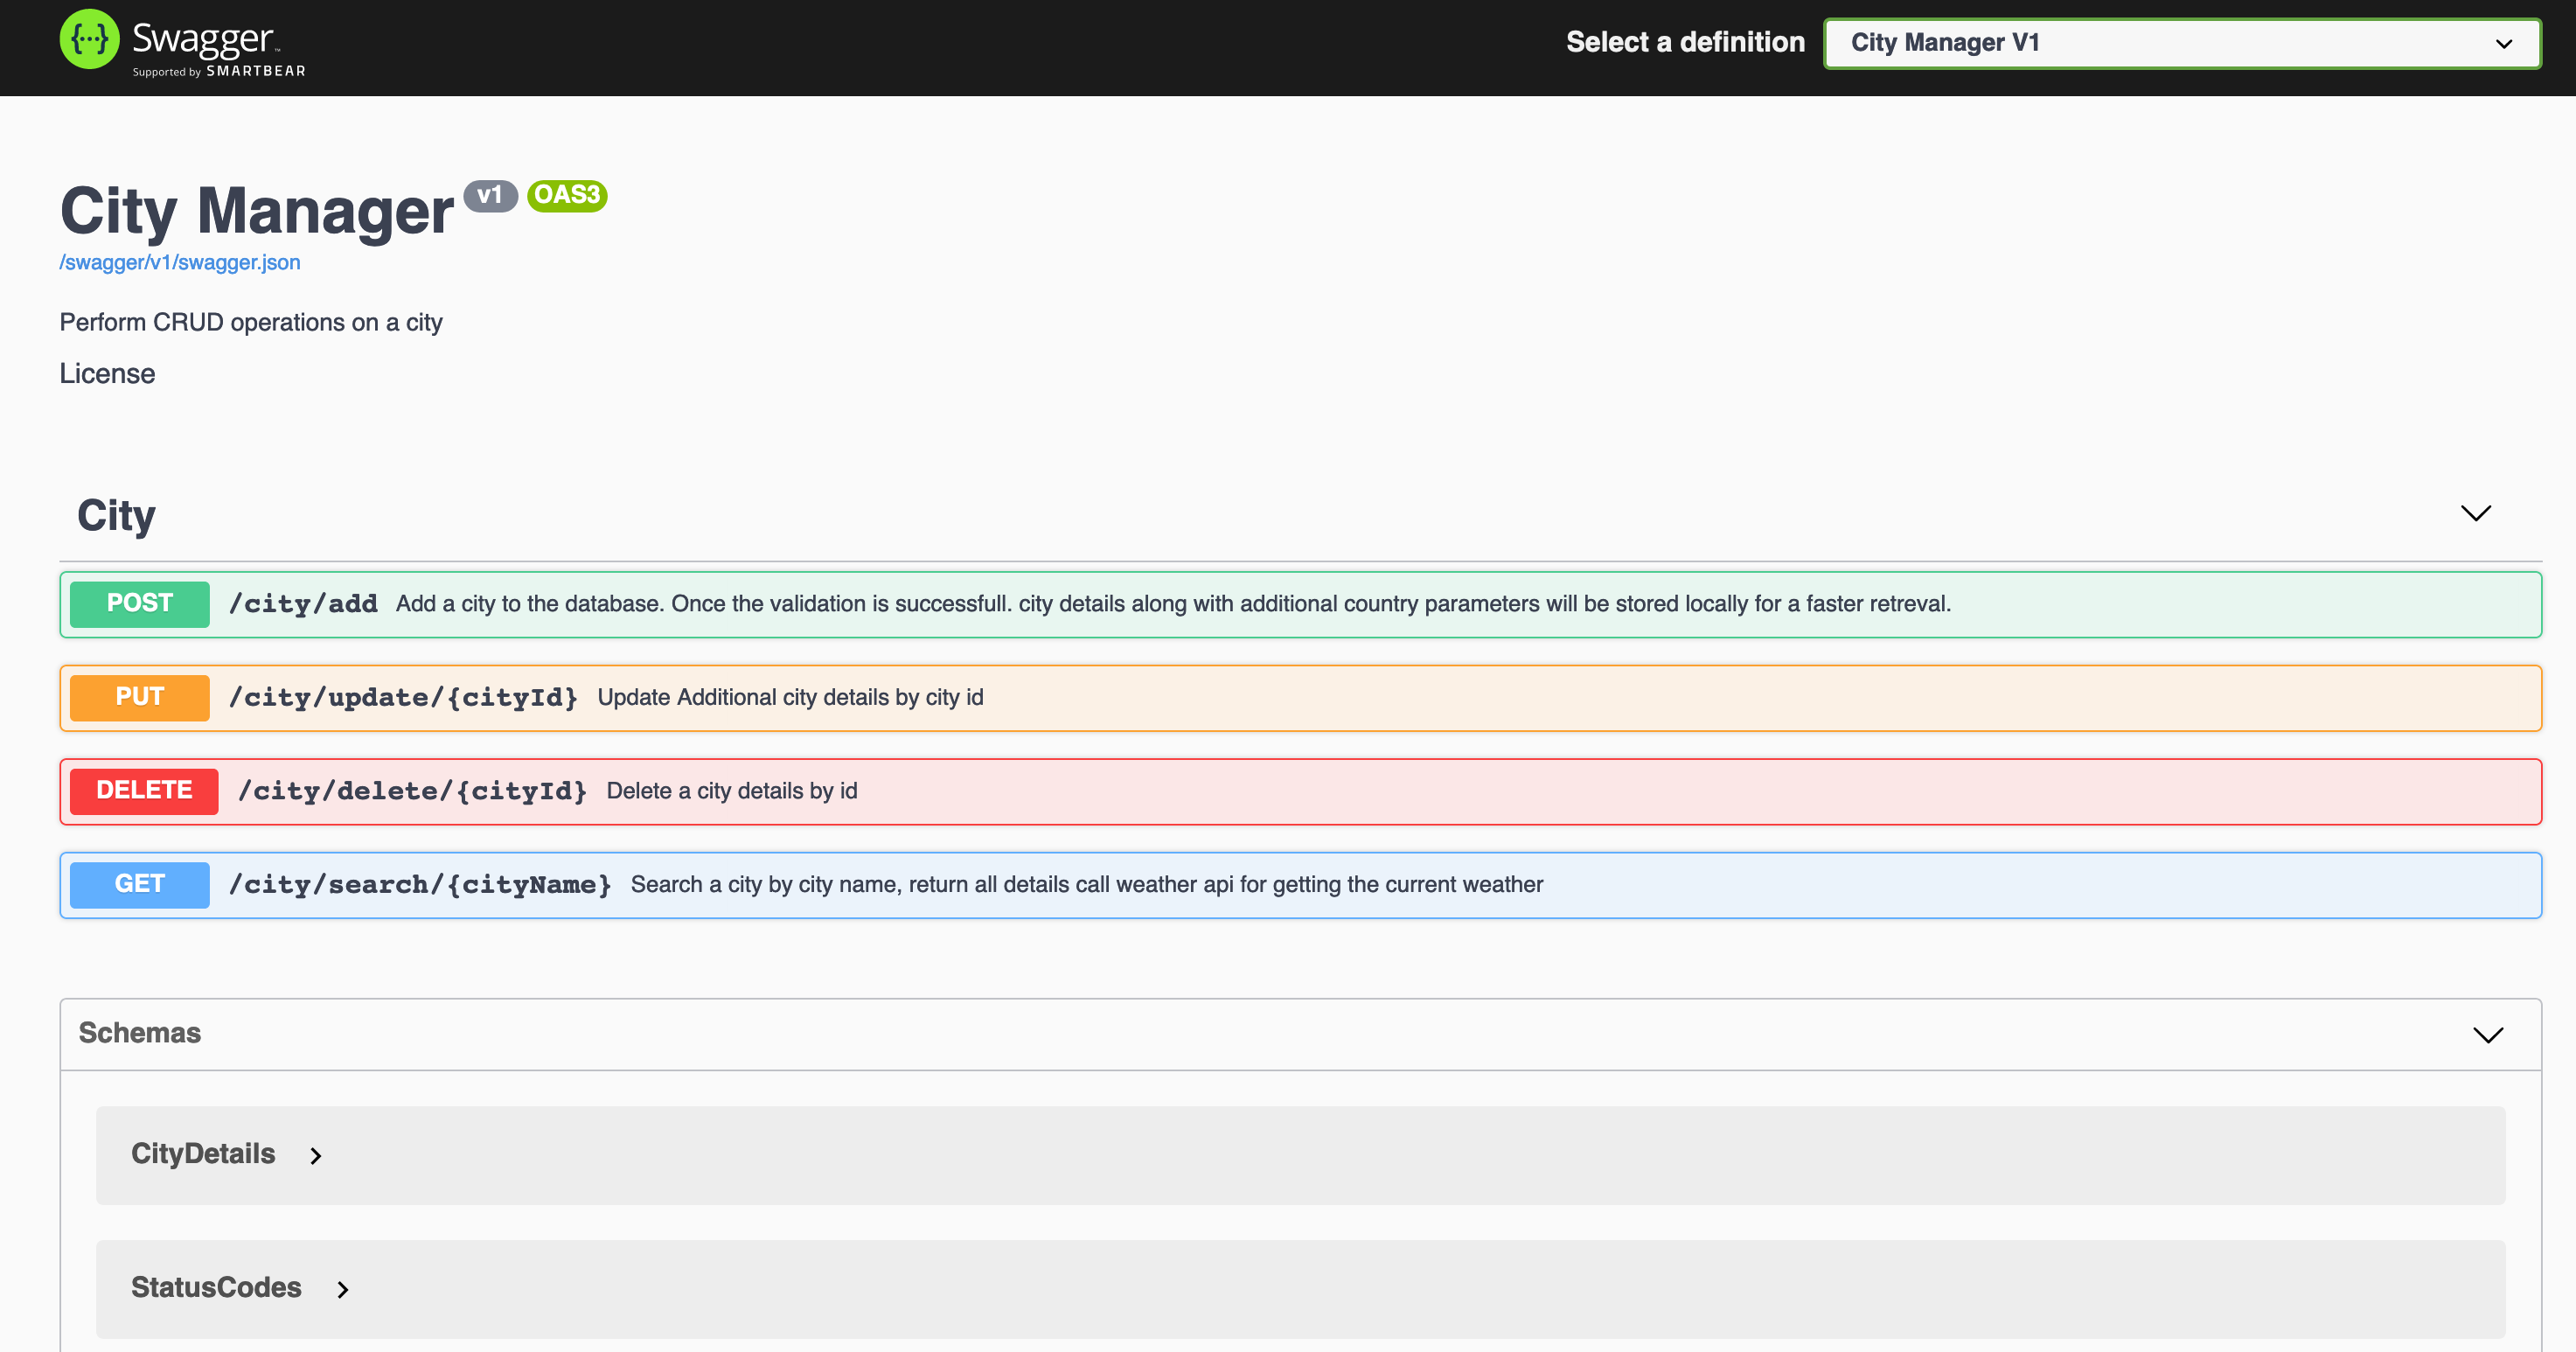 Swagger™
Supported by SMARTBEAR
Select a definition
City Manager V1
City Manager v1 OAS3
/swagger/v1/swagger.json
Perform CRUD operations on a city
License
City
POST /city/add Add a city to the database. Once the validation is successfull. city details along with additional country parameters will be stored locally for a faster retreval.
PUT /city/update/{cityId} Update Additional city details by city id
DELETE /city/delete/{cityId} Delete a city details by id
GET /city/search/{cityName} Search a city by city name, return all details call weather api for getting the current weather
Schemas
CityDetails
StatusCodes